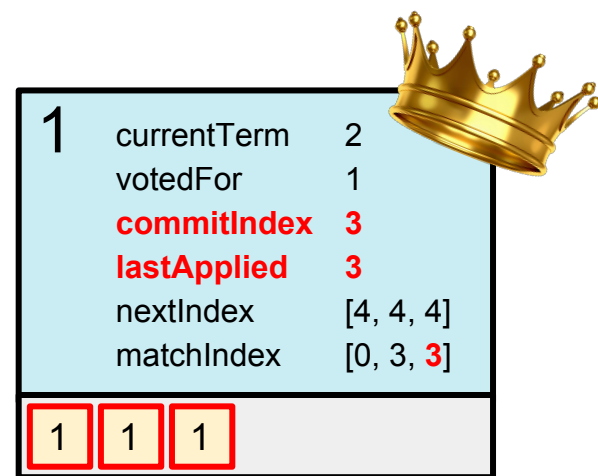 1
currentTerm 2
votedFor 1
commitIndex 3
lastApplied 3
nextIndex [4, 4, 4]
matchIndex [0, 3, 3]
1 1 1